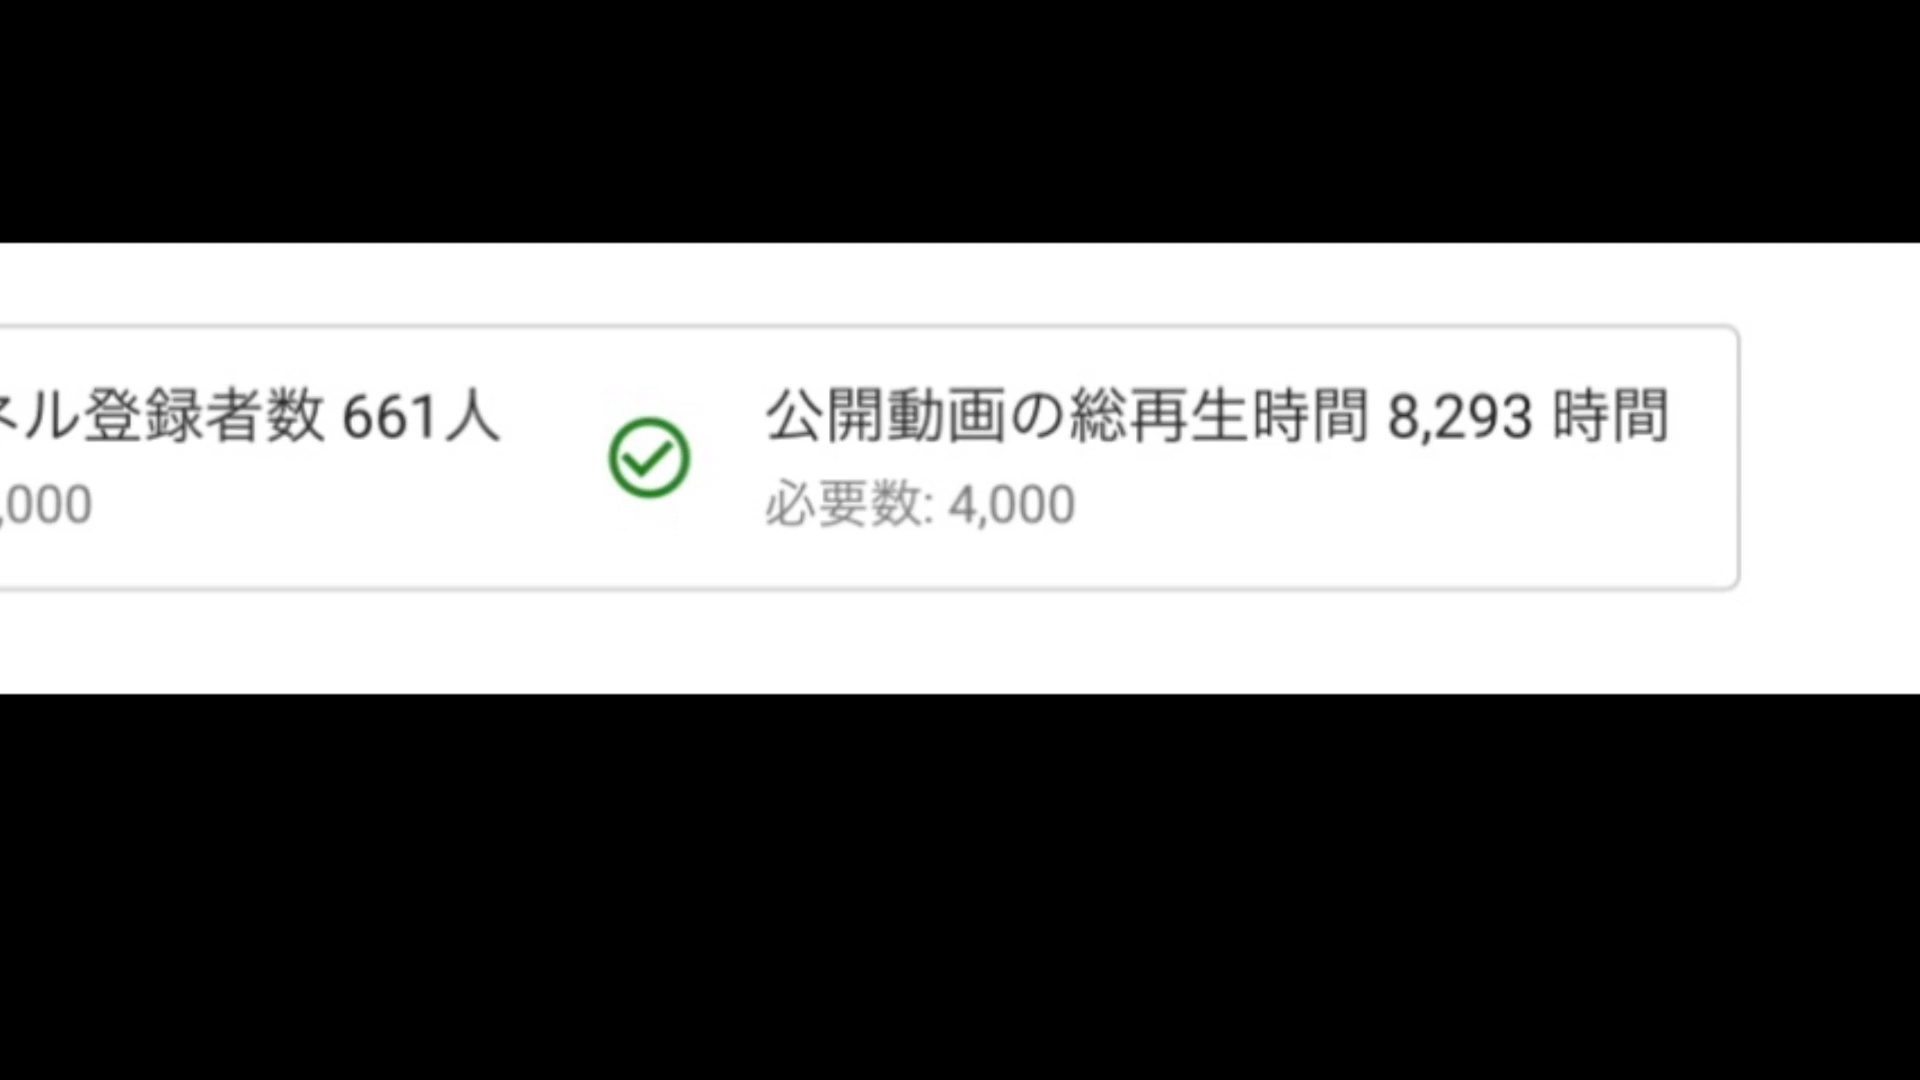 ネル登録者数 661人
,000
公開動画の総再生時間 8,293 時間
必要数: 4,000